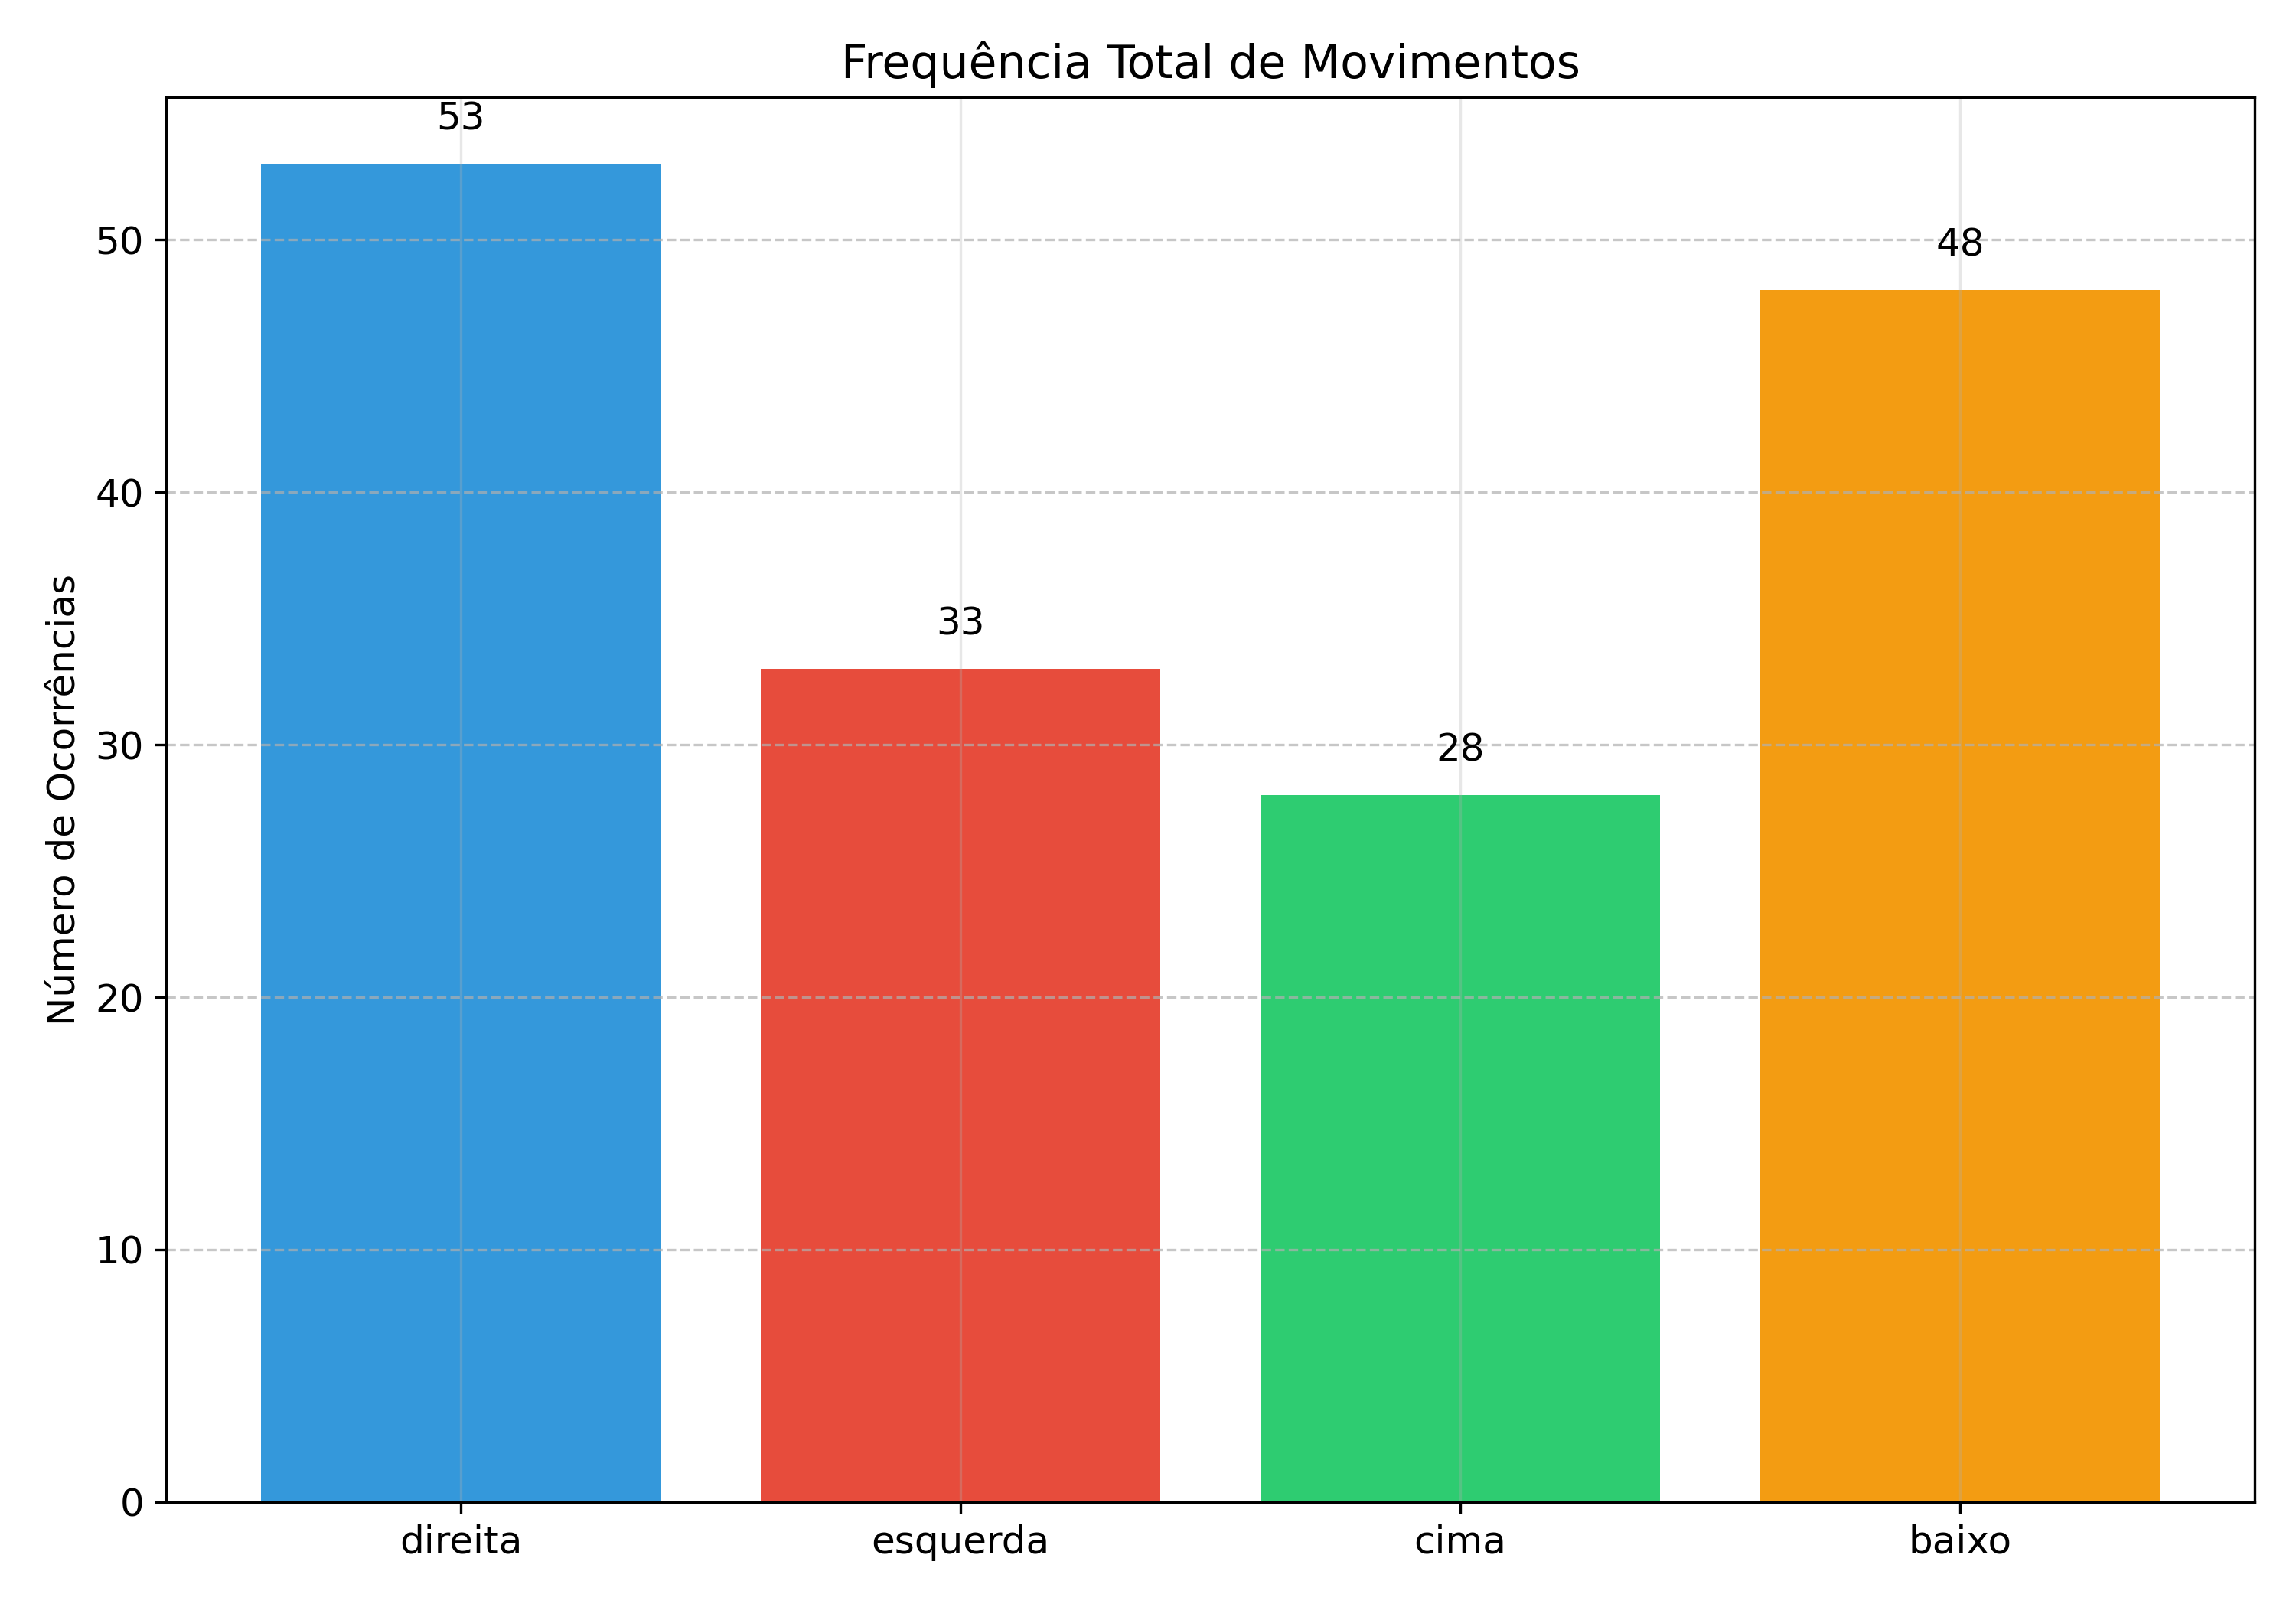 Frequência Total de Movimentos
53
50
48
40
33
30
28
20
10
0
Número de Ocorrências
direita
esquerda
cima
baixo